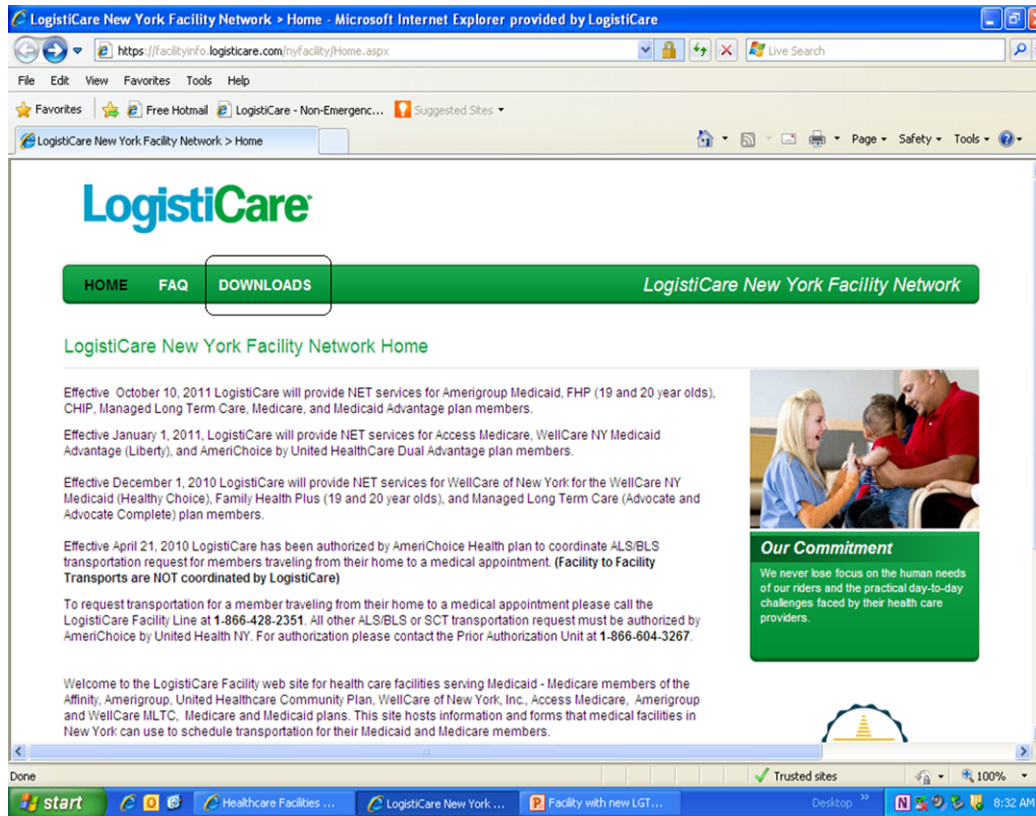 LogistiCare New York Facility Network > Home - Microsoft Internet Explorer provided by LogistiCare
https://facilityinfo.logisticare.com/nyfacility/Home.aspx
Live Search
File Edit View Favorites Tools Help
Favorites Free Hotmail LogistiCare - Non-Emergenc... Suggested Sites
LogistiCare New York Facility Network > Home
Page Safety Tools
LogistiCare
HOME FAQ DOWNLOADS LogistiCare New York Facility Network
LogistiCare New York Facility Network Home
Effective October 10, 2011 LogistiCare will provide NET services for Amerigroup Medicaid, FHP (19 and 20 year olds),
CHIP, Managed Long Term Care, Medicare, and Medicaid Advantage plan members.
Effective January 1, 2011, LogistiCare will provide NET services for Access Medicare, WellCare NY Medicaid
Advantage (Liberty), and AmeriChoice by United HealthCare Dual Advantage plan members.
Effective December 1, 2010 LogistiCare will provide NET services for WellCare of New York for the WellCare NY
Medicaid (Healthy Choice), Family Health Plus (19 and 20 year olds), and Managed Long Term Care (Advocate and
Advocate Complete) plan members.
Effective April 21, 2010 LogistiCare has been authorized by AmeriChoice Health plan to coordinate ALS/BLS
transportation request for members traveling from their home to a medical appointment. (Facility to Facility
Transports are NOT coordinated by LogistiCare)
To request transportation for a member traveling from their home to a medical appointment please call the
LogistiCare Facility Line at 1-866-428-2351. All other ALS/BLS or SCT transportation request must be authorized by
AmeriChoice by United Health NY. For authorization please contact the Prior Authorization Unit at 1-866-604-3267.
Welcome to the LogistiCare Facility web site for health care facilities serving Medicaid - Medicare members of the
Affinity, Amerigroup, United Healthcare Community Plan, WellCare of New York, Inc., Access Medicare, Amerigroup
and WellCare MLTC, Medicare and Medicaid plans. This site hosts information and forms that medical facilities in
New York can use to schedule transportation for their Medicaid and Medicare members.
Our Commitment
We never lose focus on the human needs
of our riders and the practical day-to-day
challenges faced by their health care
providers.
Done Trusted sites 100%
start Healthcare Facilities ... LogistiCare New York ... Facility with new LGT... Desktop » 8:32 AM